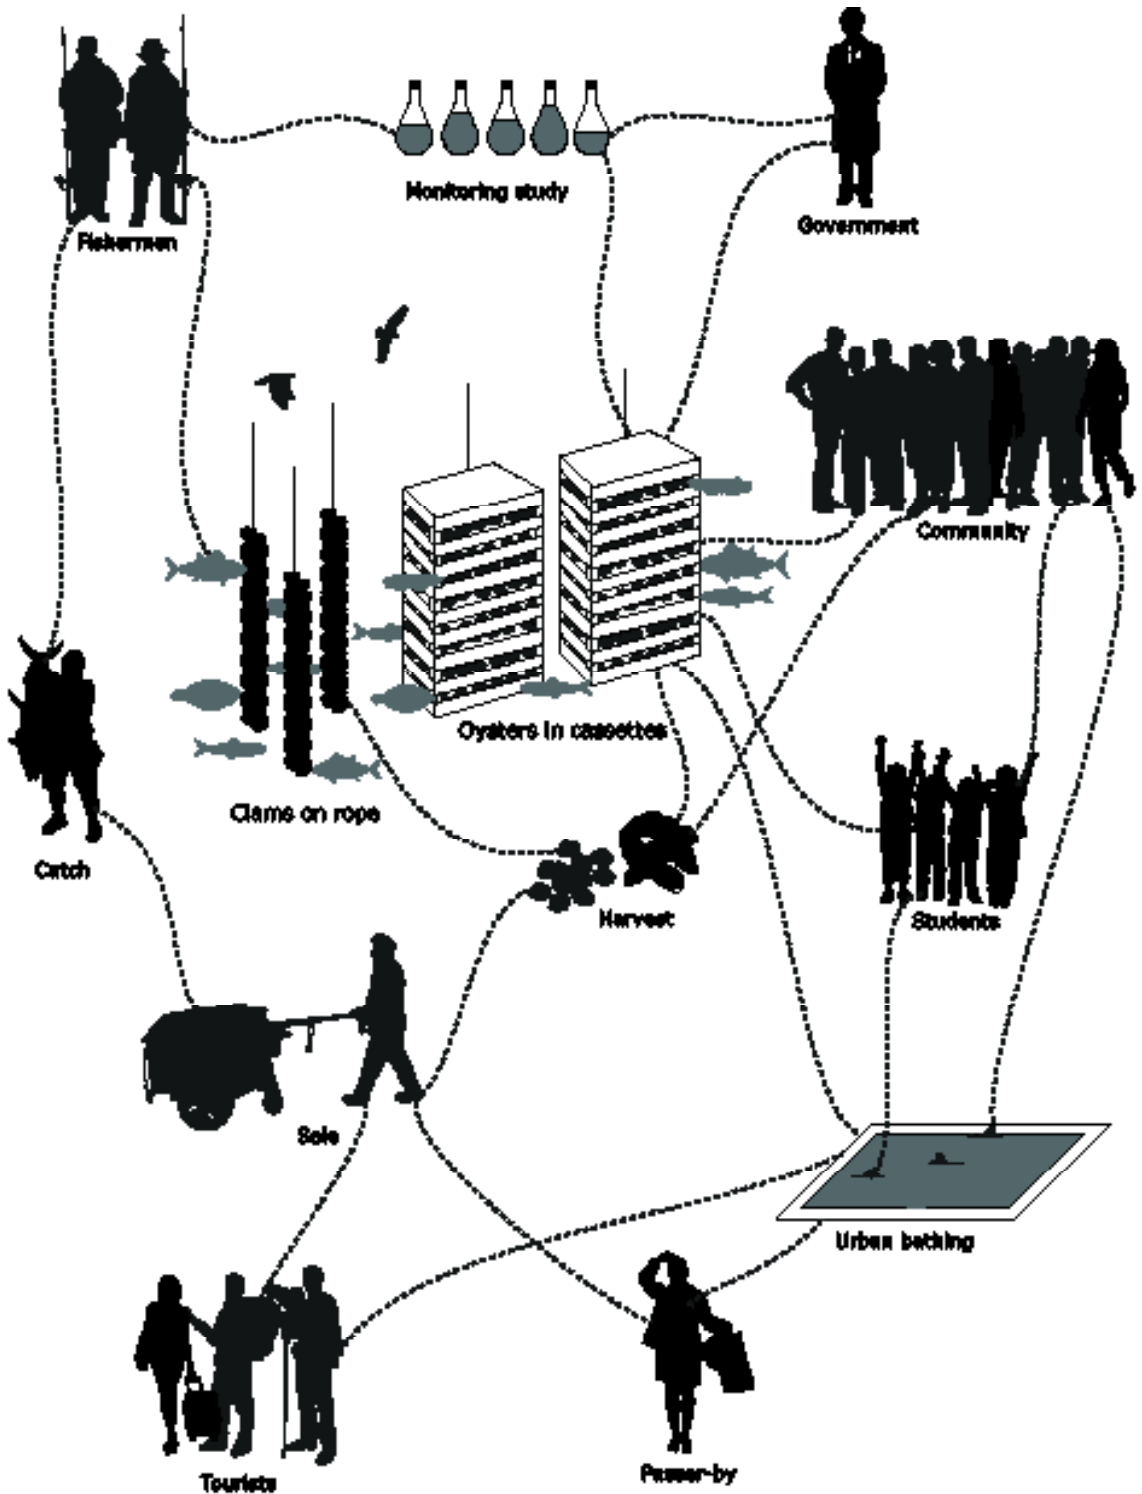 Monitoring study
Government
Fishermen
Community
Oysters in cassettes
Clams on rope
Catch
Harvest
Students
Sale
Urban bathing
Passer-by
Tourists